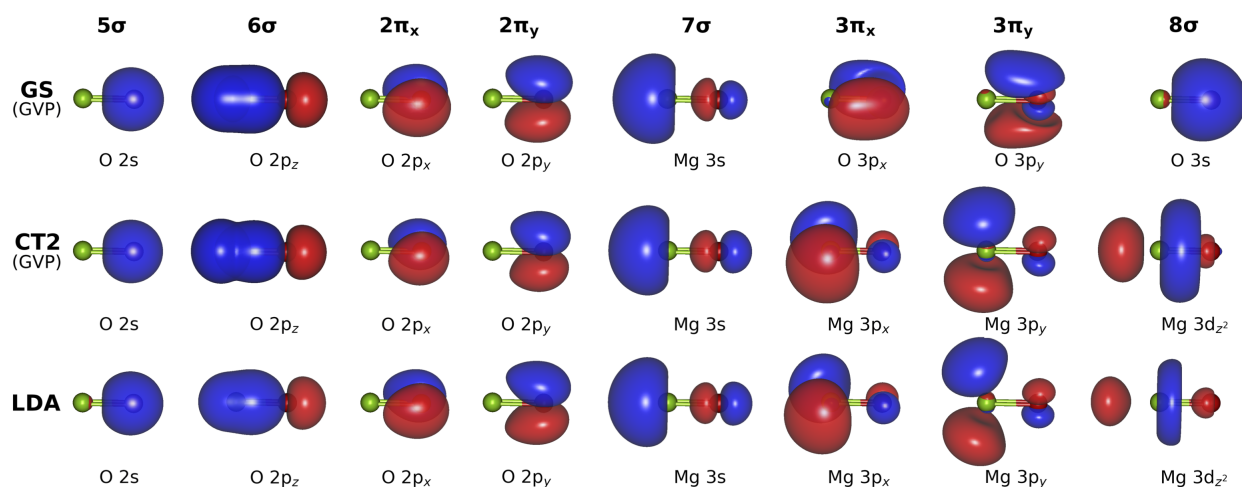 5σ 6σ 2πx 2πy 7σ 3πx 3πy 8σ
GS
(GVP)
O 2s O 2pz O 2px O 2py Mg 3s O 3px O 3py O 3s
CT2
(GVP)
O 2s O 2pz O 2px O 2py Mg 3s Mg 3px Mg 3py Mg 3dz²
LDA
O 2s O 2pz O 2px O 2py Mg 3s Mg 3px Mg 3py Mg 3dz²